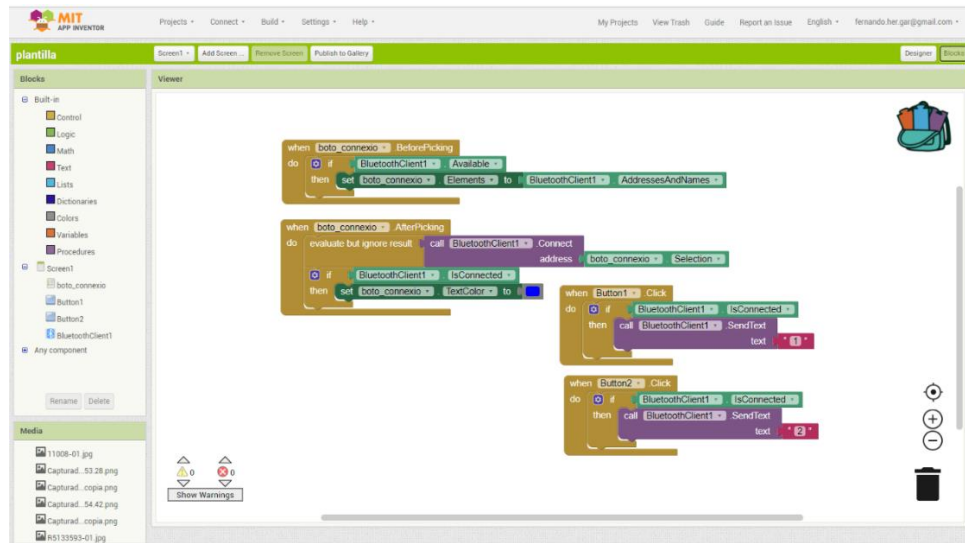 MIT
APP INVENTOR
Projects Connect Build Settings Help My Projects View Trash Guide Report an Issue English fernando.her.gar@gmail.com
plantilla Screen1 Add Screen ... Remove Screen Publish to Gallery Designer Blocks
Blocks
Viewer
Built-in
Control
Logic
Math
Text
Lists
Dictionaries
Colors
Variables
Procedures
Screen1
boto_connexio
Button1
Button2
BluetoothClient1
Any component
Rename Delete
Media
11008-01.jpg
Capturad...53.28.png
Capturad...copia.png
Capturad...54.42.png
Capturad...copia.png
R5133593-01.jpg
when boto_connexio .BeforePicking
do if BluetoothClient1 . Available
then set boto_connexio . Elements to BluetoothClient1 . AddressesAndNames
when boto_connexio .AfterPicking
do evaluate but ignore result call BluetoothClient1 .Connect
address boto_connexio . Selection
if BluetoothClient1 . IsConnected
then set boto_connexio . TextColor to
when Button1 .Click
do if BluetoothClient1 . IsConnected
then call BluetoothClient1 .SendText
text " 1 "
when Button2 .Click
do if BluetoothClient1 . IsConnected
then call BluetoothClient1 .SendText
text " 2 "
0 0
Show Warnings